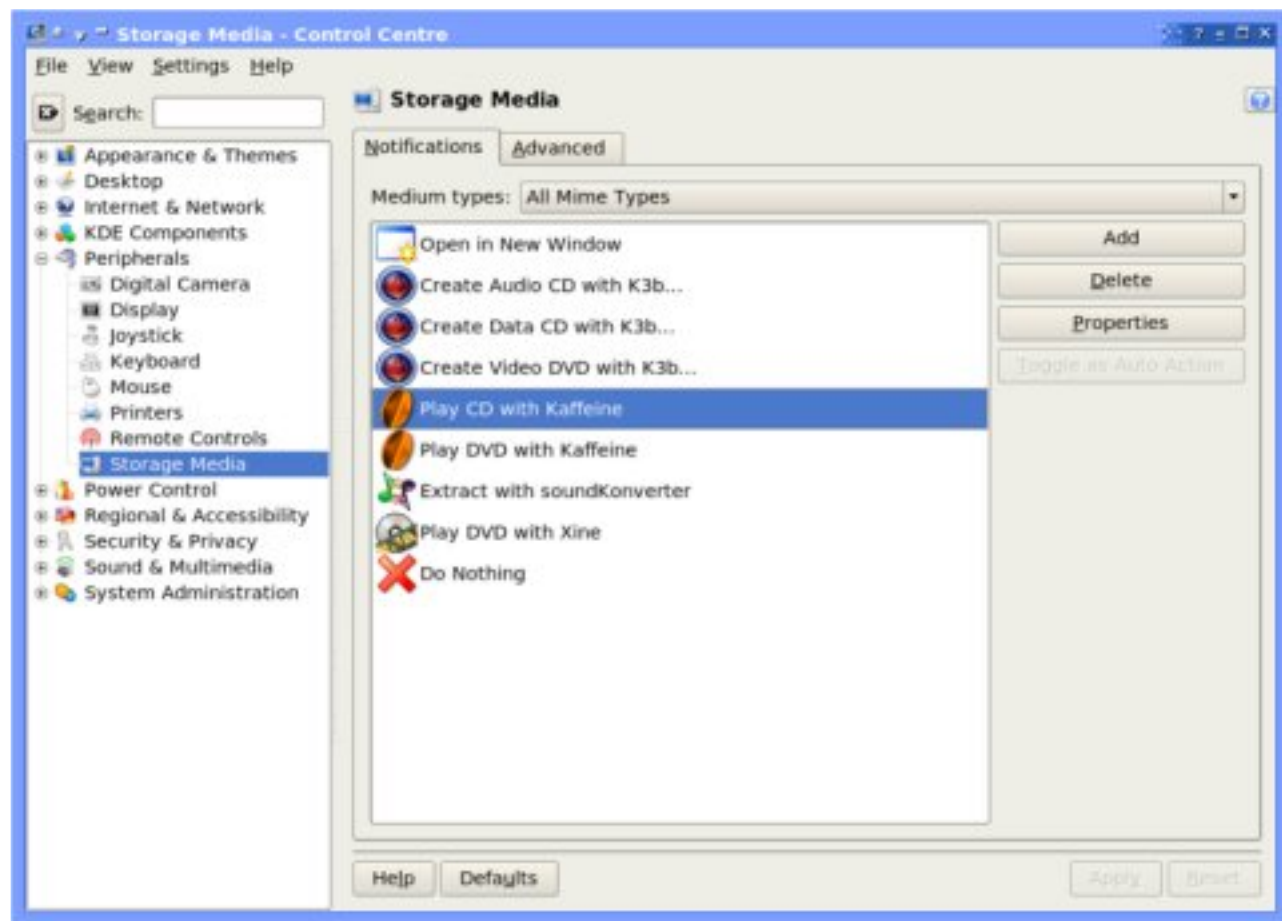 Storage Media - Control Centre
File View Settings Help
Search:
Appearance & Themes
Desktop
Internet & Network
KDE Components
Peripherals
Digital Camera
Display
Joystick
Keyboard
Mouse
Printers
Remote Controls
Storage Media
Power Control
Regional & Accessibility
Security & Privacy
Sound & Multimedia
System Administration
Storage Media
Notifications Advanced
Medium types: All Mime Types
Open in New Window
Create Audio CD with K3b...
Create Data CD with K3b...
Create Video DVD with K3b...
Play CD with Kaffeine
Play DVD with Kaffeine
Extract with soundKonverter
Play DVD with Xine
Do Nothing
Add
Delete
Properties
Toggle as Auto Action
Help Defaults
Apply Reset